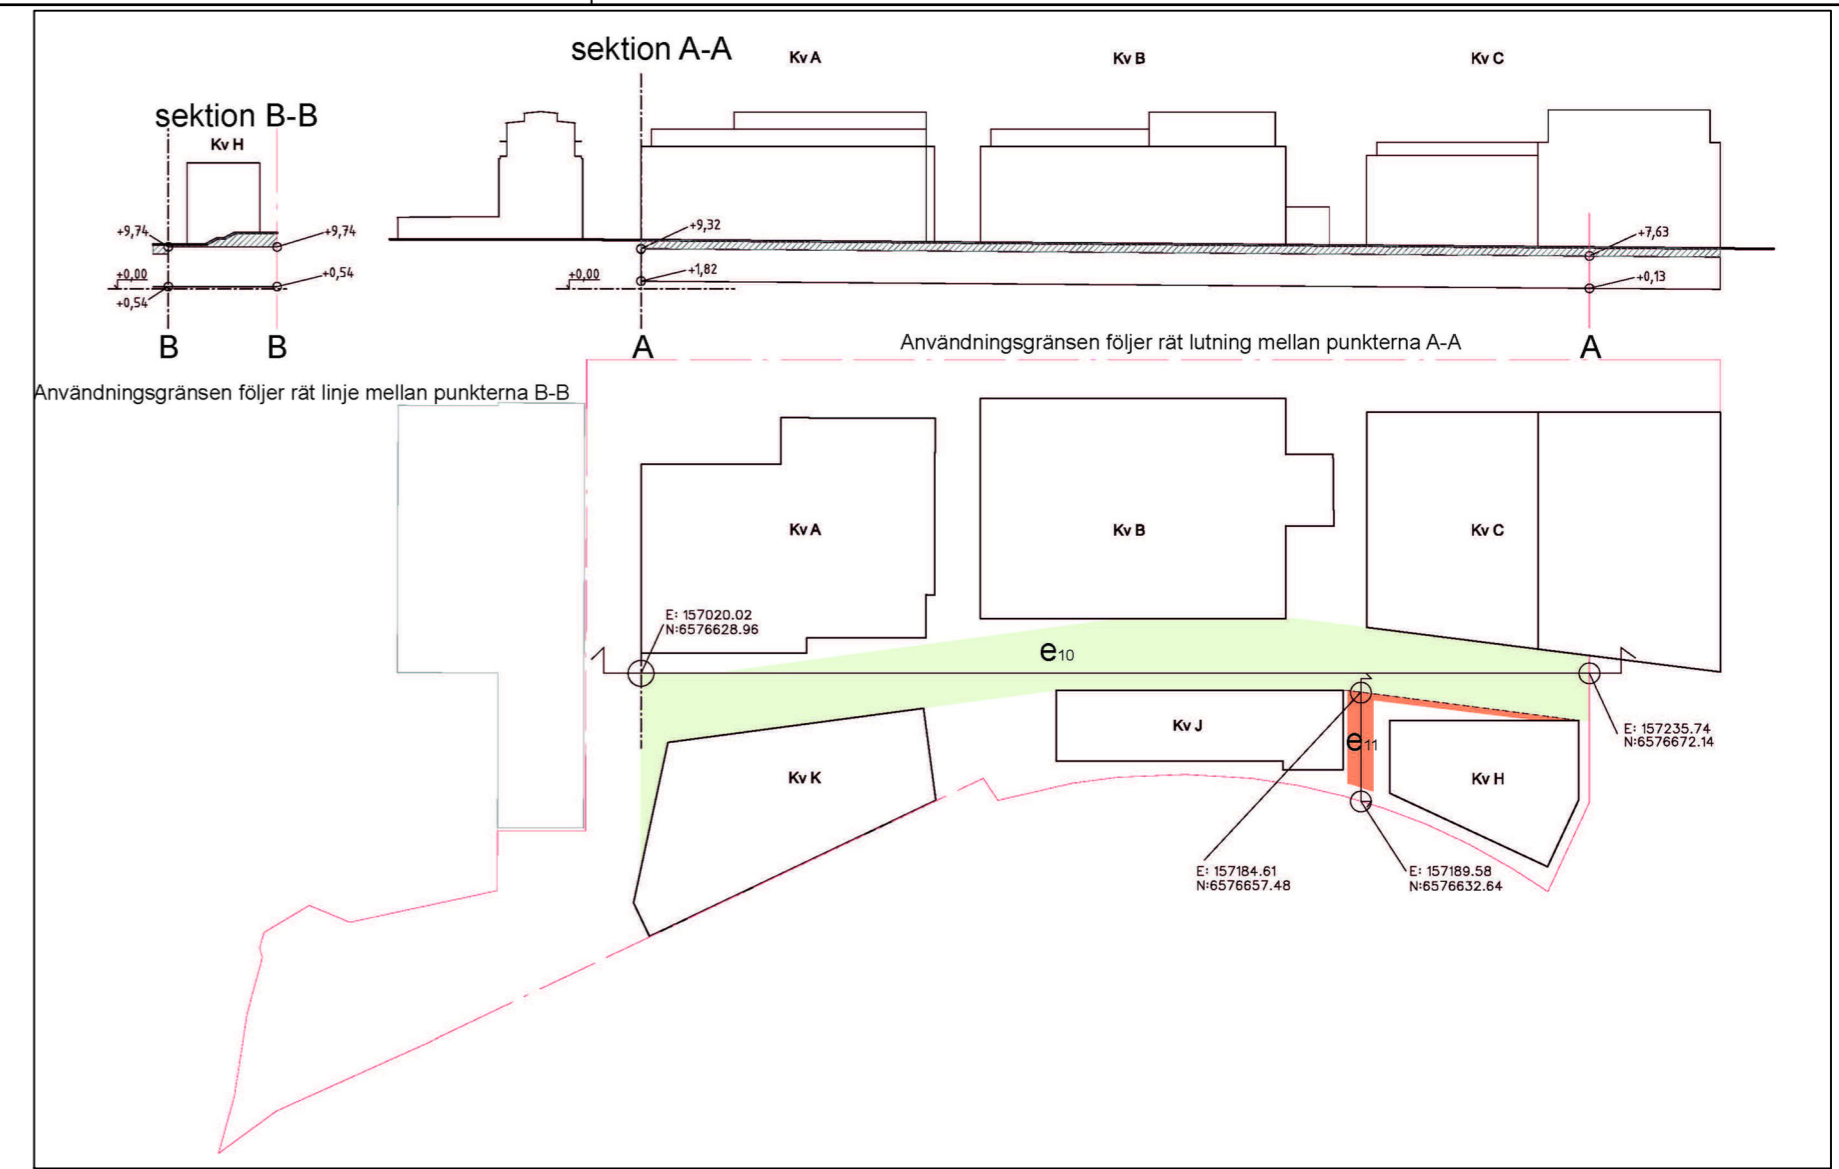 sektion A-A
Kv A
Kv B
Kv C
sektion B-B
Kv H
+9,74
+9,74
+0,00
+0,54
+0,54
+9,32
+1,82
+0,00
+7,63
+0,13
B
B
A
A
Användningsgränsen följer rät lutning mellan punkterna A-A
Användningsgränsen följer rät linje mellan punkterna B-B
Kv A
Kv B
Kv C
E: 157020.02
N:6576628.96
e10
Kv J
e11
Kv H
Kv K
E: 157235.74
N:6576672.14
E: 157184.61
N:6576657.48
E: 157189.58
N:6576632.64